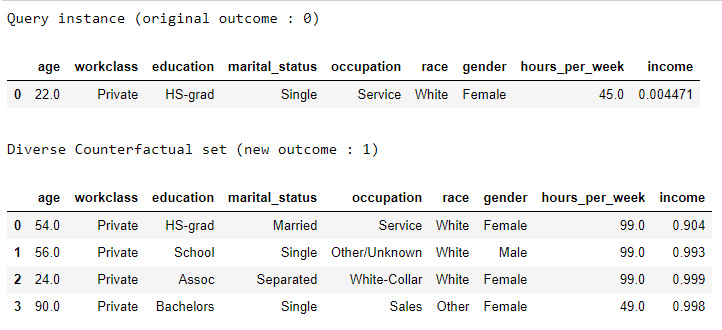 Query instance (original outcome : 0)
age workclass education marital_status occupation race gender hours_per_week income
0 22.0 Private HS-grad Single Service White Female 45.0 0.004471
Diverse Counterfactual set (new outcome : 1)
age workclass education marital_status occupation race gender hours_per_week income
0 54.0 Private HS-grad Married Service White Female 99.0 0.904
1 56.0 Private School Single Other/Unknown White Male 99.0 0.993
2 24.0 Private Assoc Separated White-Collar White Female 99.0 0.999
3 90.0 Private Bachelors Single Sales Other Female 49.0 0.998